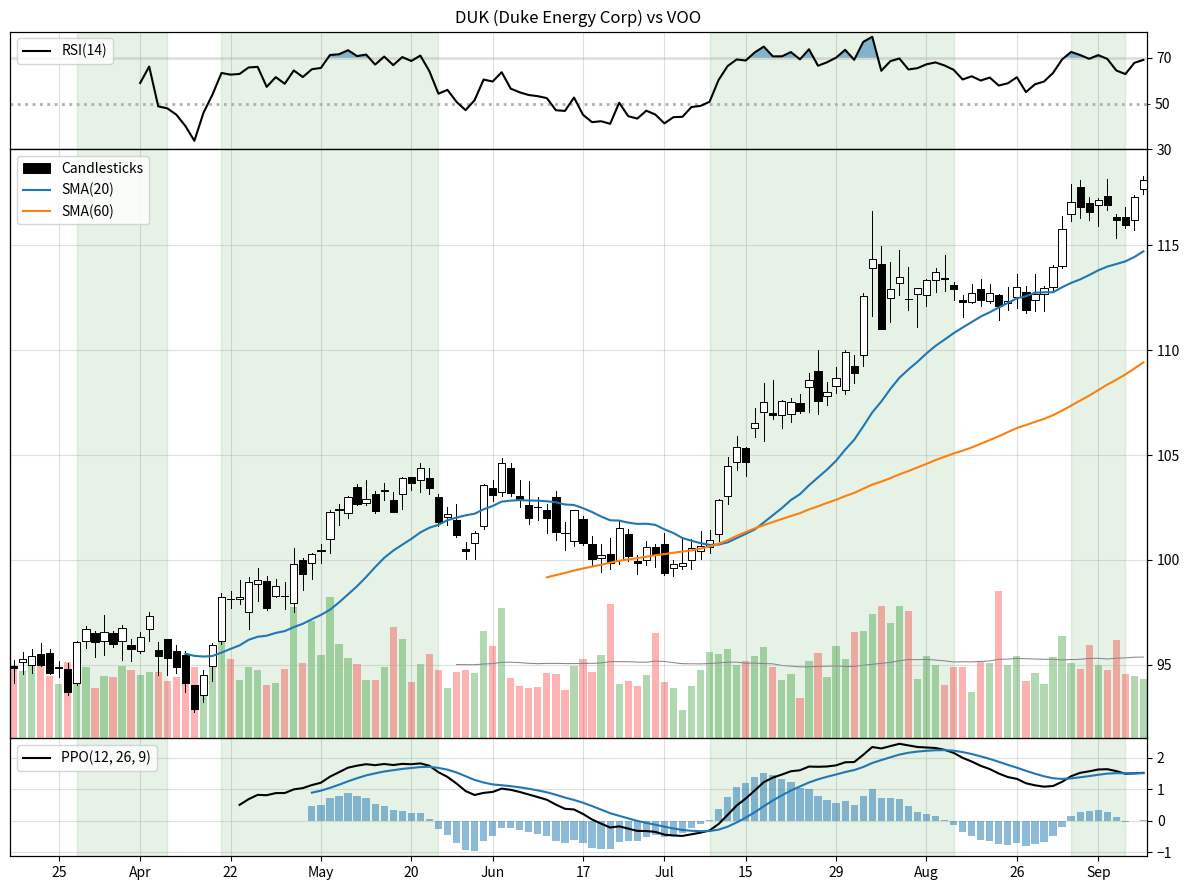 DUK (Duke Energy Corp) vs VOO
RSI(14)
70
50
30
Candlesticks
SMA(20)
SMA(60)
115
110
105
100
95
PPO(12, 26, 9)
2
1
0
−1
25 Apr 22 May 20 Jun 17 Jul 15 29 Aug 26 Sep